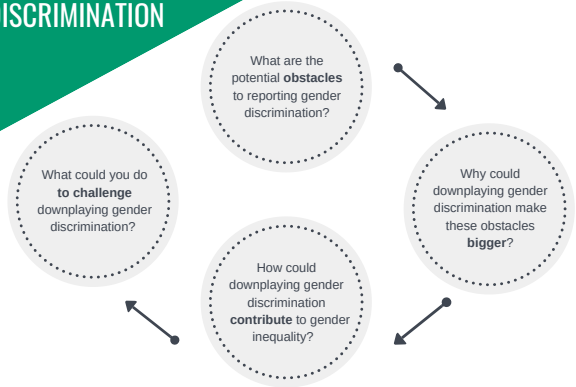 DISCRIMINATION
What are the
potential obstacles
to reporting gender
discrimination?
Why could
downplaying gender
discrimination make
these obstacles
bigger?
How could
downplaying gender
discrimination
contribute to gender
inequality?
What could you do
to challenge
downplaying gender
discrimination?